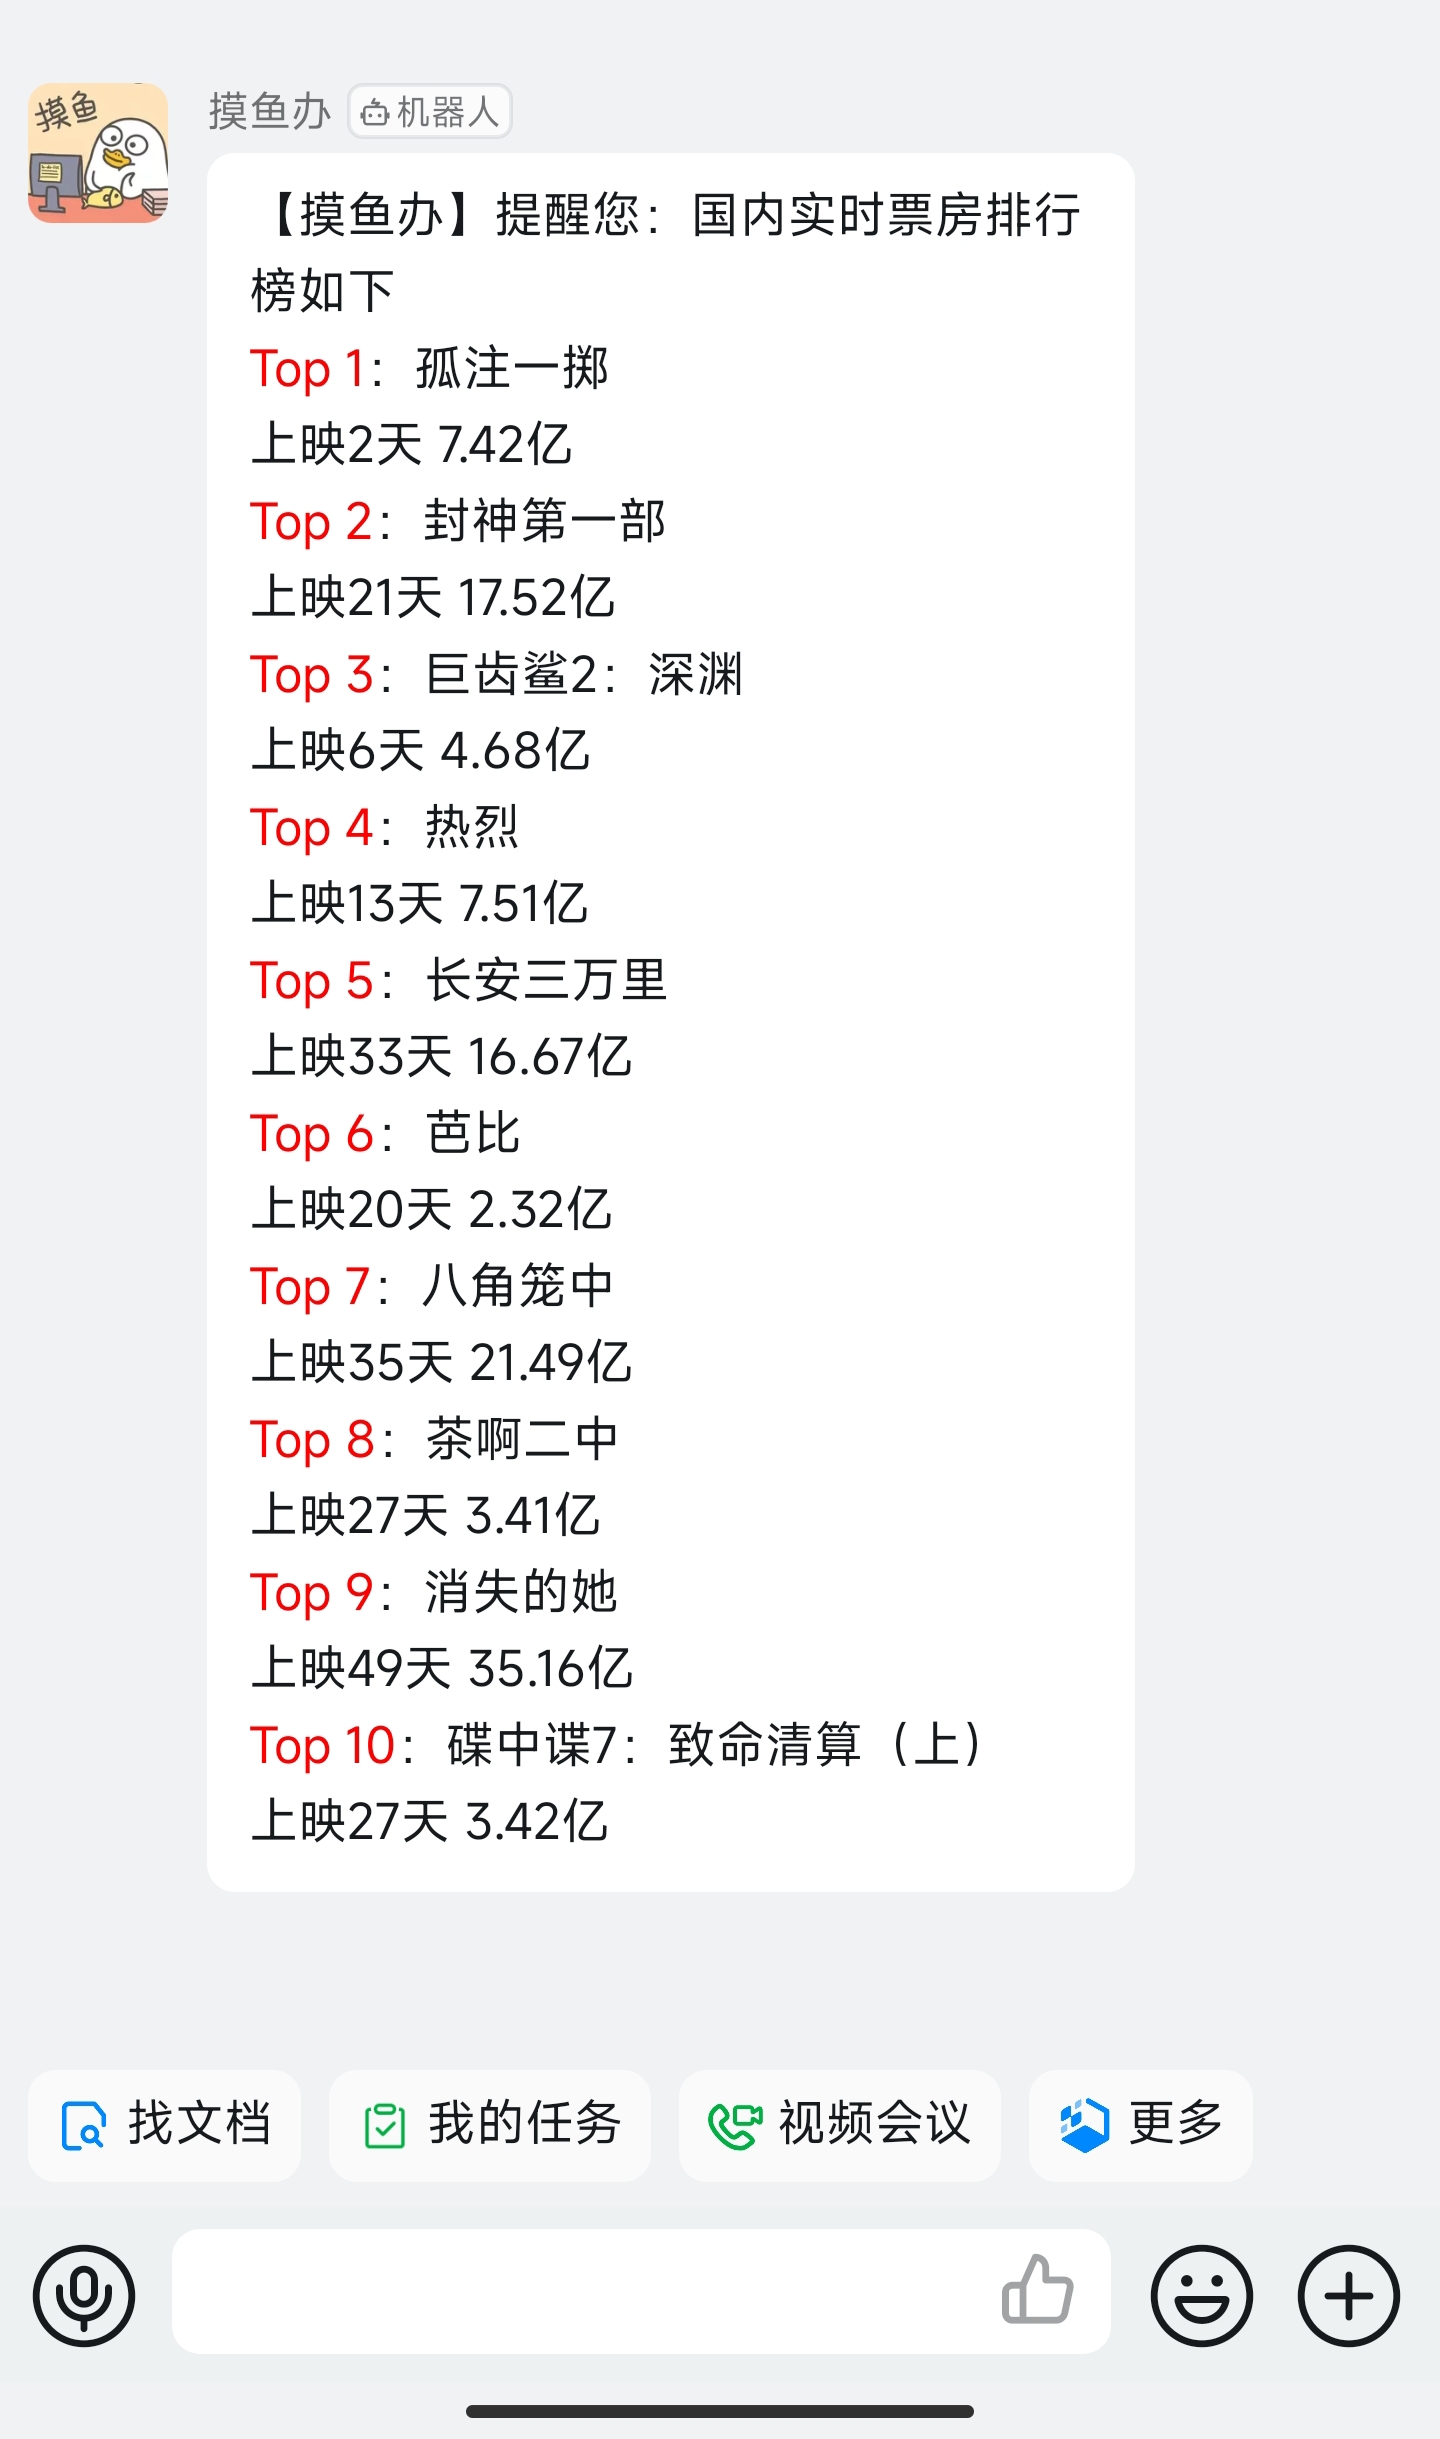 摸鱼
摸鱼办 机器人
【摸鱼办】提醒您：国内实时票房排行
榜如下
Top 1：孤注一掷
上映2天 7.42亿
Top 2：封神第一部
上映21天 17.52亿
Top 3：巨齿鲨2：深渊
上映6天 4.68亿
Top 4：热烈
上映13天 7.51亿
Top 5：长安三万里
上映33天 16.67亿
Top 6：芭比
上映20天 2.32亿
Top 7：八角笼中
上映35天 21.49亿
Top 8：茶啊二中
上映27天 3.41亿
Top 9：消失的她
上映49天 35.16亿
Top 10：碟中谍7：致命清算（上）
上映27天 3.42亿
找文档 我的任务 视频会议 更多